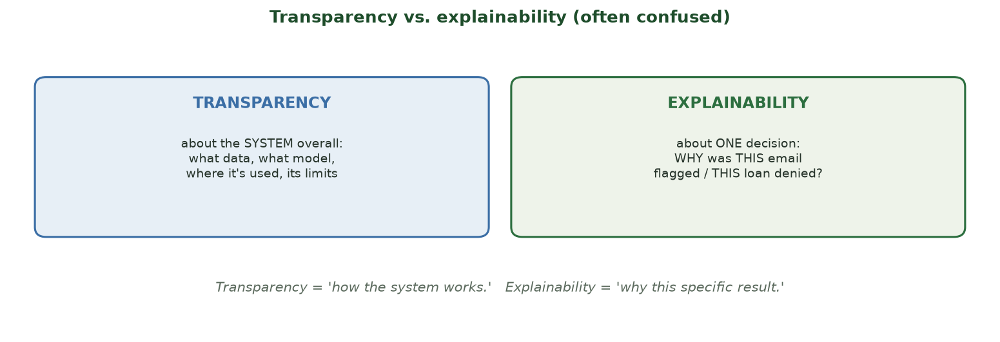 Transparency vs. explainability (often confused)
TRANSPARENCY
about the SYSTEM overall:
what data, what model,
where it's used, its limits
EXPLAINABILITY
about ONE decision:
WHY was THIS email
flagged / THIS loan denied?
Transparency = 'how the system works.'   Explainability = 'why this specific result.'